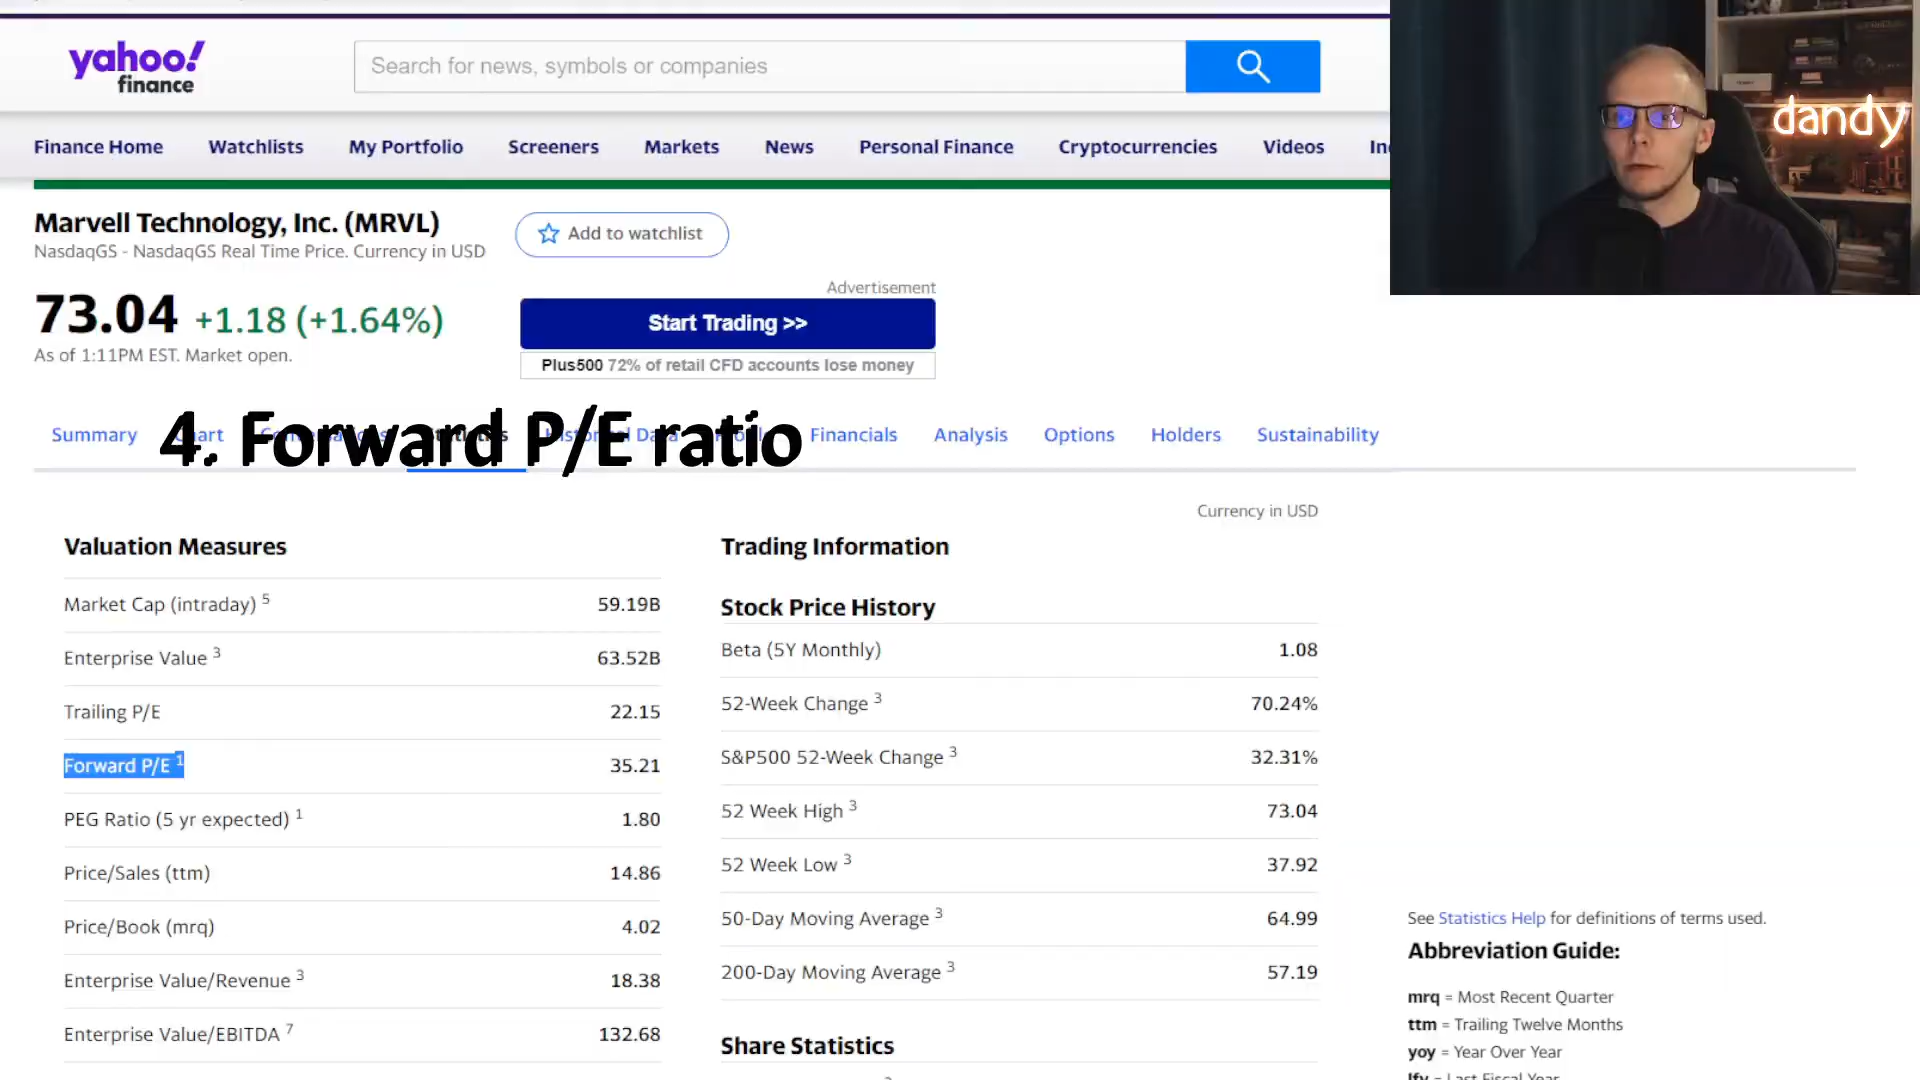 yahoo!
finance
Search for news, symbols or companies
Finance Home Watchlists My Portfolio Screeners Markets News Personal Finance Cryptocurrencies Videos
dandy
Marvell Technology, Inc. (MRVL)
Add to watchlist
NasdaqGS - NasdaqGS Real Time Price. Currency in USD
Advertisement
73.04 +1.18 (+1.64%)
Start Trading >>
As of 1:11PM EST. Market open.
Plus500 72% of retail CFD accounts lose money
4. Forward P/E ratio
Summary Financials Analysis Options Holders Sustainability
Currency in USD
Valuation Measures
Market Cap (intraday) 5 59.19B
Enterprise Value 3 63.52B
Trailing P/E 22.15
Forward P/E 1 35.21
PEG Ratio (5 yr expected) 1 1.80
Price/Sales (ttm) 14.86
Price/Book (mrq) 4.02
Enterprise Value/Revenue 3 18.38
Enterprise Value/EBITDA 7 132.68
Trading Information
Stock Price History
Beta (5Y Monthly) 1.08
52-Week Change 3 70.24%
S&P500 52-Week Change 3 32.31%
52 Week High 3 73.04
52 Week Low 3 37.92
50-Day Moving Average 3 64.99
200-Day Moving Average 3 57.19
Share Statistics
See Statistics Help for definitions of terms used.
Abbreviation Guide:
mrq = Most Recent Quarter
ttm = Trailing Twelve Months
yoy = Year Over Year
lfy = Last Fiscal Year